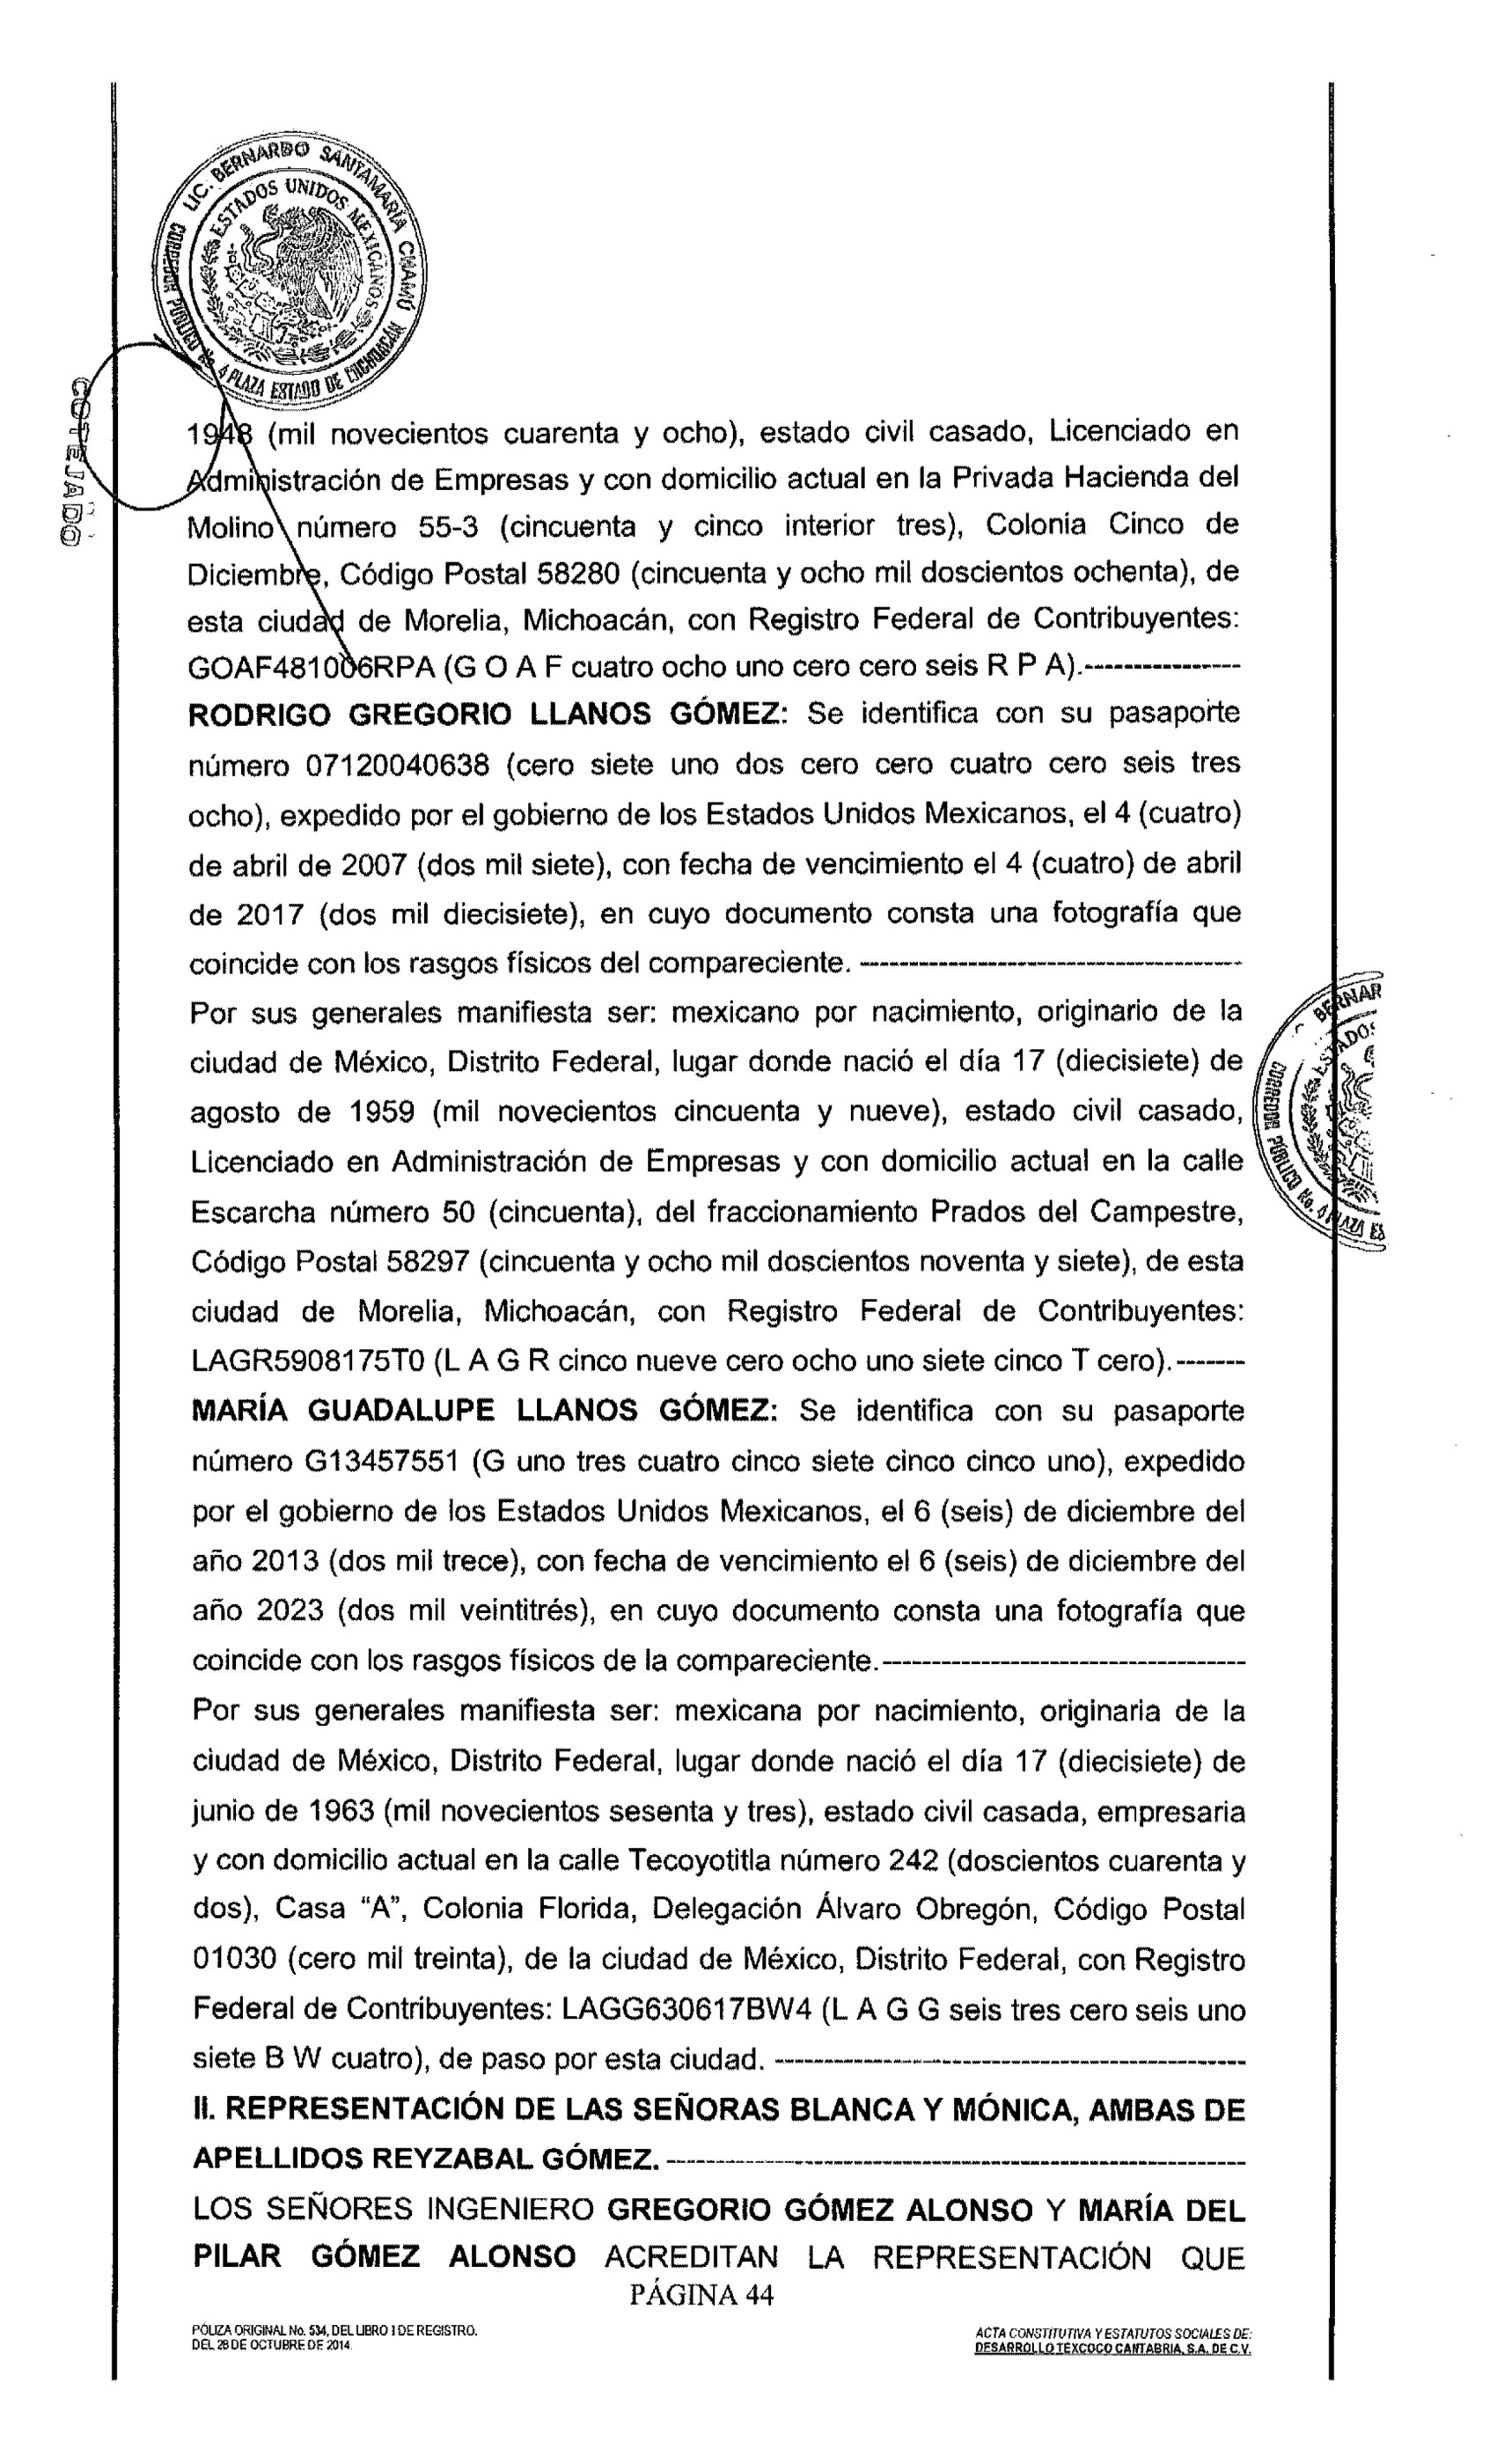 LIC. BERNARDO SANTAMARÍA CHAMÚ
CORREDOR PÚBLICO No. 4 PLAZA ESTADO DE MICHOACÁN
ESTADOS UNIDOS MEXICANOS
COTEJADO
1948 (mil novecientos cuarenta y ocho), estado civil casado, Licenciado en
Administración de Empresas y con domicilio actual en la Privada Hacienda del
Molino número 55-3 (cincuenta y cinco interior tres), Colonia Cinco de
Diciembre, Código Postal 58280 (cincuenta y ocho mil doscientos ochenta), de
esta ciudad de Morelia, Michoacán, con Registro Federal de Contribuyentes:
GOAF481006RPA (G O A F cuatro ocho uno cero cero seis R P A).----------------
RODRIGO GREGORIO LLANOS GÓMEZ: Se identifica con su pasaporte
número 07120040638 (cero siete uno dos cero cero cuatro cero seis tres
ocho), expedido por el gobierno de los Estados Unidos Mexicanos, el 4 (cuatro)
de abril de 2007 (dos mil siete), con fecha de vencimiento el 4 (cuatro) de abril
de 2017 (dos mil diecisiete), en cuyo documento consta una fotografía que
coincide con los rasgos físicos del compareciente. ---------------------------------------
Por sus generales manifiesta ser: mexicano por nacimiento, originario de la
ciudad de México, Distrito Federal, lugar donde nació el día 17 (diecisiete) de
agosto de 1959 (mil novecientos cincuenta y nueve), estado civil casado,
Licenciado en Administración de Empresas y con domicilio actual en la calle
Escarcha número 50 (cincuenta), del fraccionamiento Prados del Campestre,
Código Postal 58297 (cincuenta y ocho mil doscientos noventa y siete), de esta
ciudad de Morelia, Michoacán, con Registro Federal de Contribuyentes:
LAGR5908175T0 (L A G R cinco nueve cero ocho uno siete cinco T cero).-------
MARÍA GUADALUPE LLANOS GÓMEZ: Se identifica con su pasaporte
número G13457551 (G uno tres cuatro cinco siete cinco cinco uno), expedido
por el gobierno de los Estados Unidos Mexicanos, el 6 (seis) de diciembre del
año 2013 (dos mil trece), con fecha de vencimiento el 6 (seis) de diciembre del
año 2023 (dos mil veintitrés), en cuyo documento consta una fotografía que
coincide con los rasgos físicos de la compareciente.-------------------------------------
Por sus generales manifiesta ser: mexicana por nacimiento, originaria de la
ciudad de México, Distrito Federal, lugar donde nació el día 17 (diecisiete) de
junio de 1963 (mil novecientos sesenta y tres), estado civil casada, empresaria
y con domicilio actual en la calle Tecoyotitla número 242 (doscientos cuarenta y
dos), Casa “A”, Colonia Florida, Delegación Álvaro Obregón, Código Postal
01030 (cero mil treinta), de la ciudad de México, Distrito Federal, con Registro
Federal de Contribuyentes: LAGG630617BW4 (L A G G seis tres cero seis uno
siete B W cuatro), de paso por esta ciudad. ------------------------------------------------
II. REPRESENTACIÓN DE LAS SEÑORAS BLANCA Y MÓNICA, AMBAS DE
APELLIDOS REYZABAL GÓMEZ. -----------------------------------------------------------
LOS SEÑORES INGENIERO GREGORIO GÓMEZ ALONSO Y MARÍA DEL
PILAR GÓMEZ ALONSO ACREDITAN LA REPRESENTACIÓN QUE
PÁGINA 44
PÓLIZA ORIGINAL No. 534, DEL LIBRO I DE REGISTRO.
DEL 28 DE OCTUBRE DE 2014.
ACTA CONSTITUTIVA Y ESTATUTOS SOCIALES DE:
DESARROLLO TEXCOCO CANTABRIA, S.A. DE C.V.